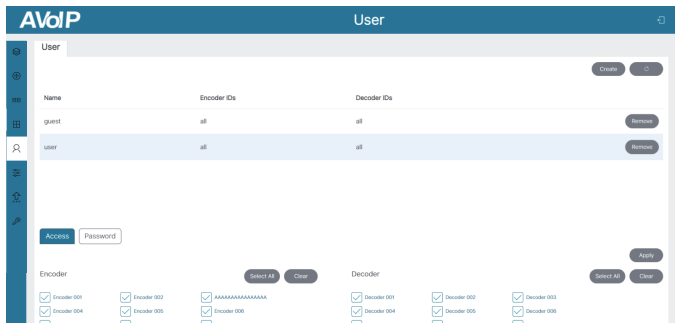 AVoIP User
User
Create
Name Encoder IDs Decoder IDs
guest all all Remove
user all all Remove
Access Password
Apply
Encoder Select All Clear Decoder Select All Clear
Encoder 001 Encoder 002 AAAAAAAAAAAAAAAA Decoder 001 Decoder 002 Decoder 003
Encoder 004 Encoder 005 Encoder 006 Decoder 004 Decoder 005 Decoder 006